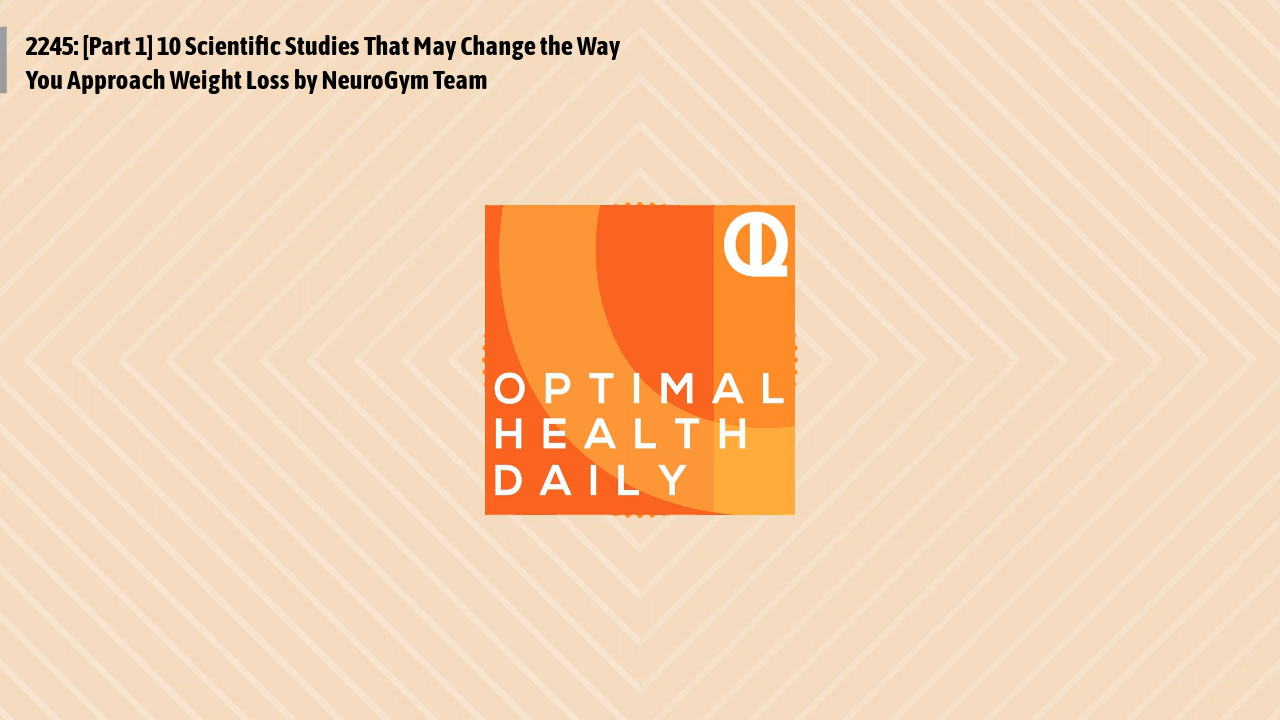 2245: [Part 1] 10 Scientific Studies That May Change the Way
You Approach Weight Loss by NeuroGym Team
OPTIMAL
HEALTH
DAILY